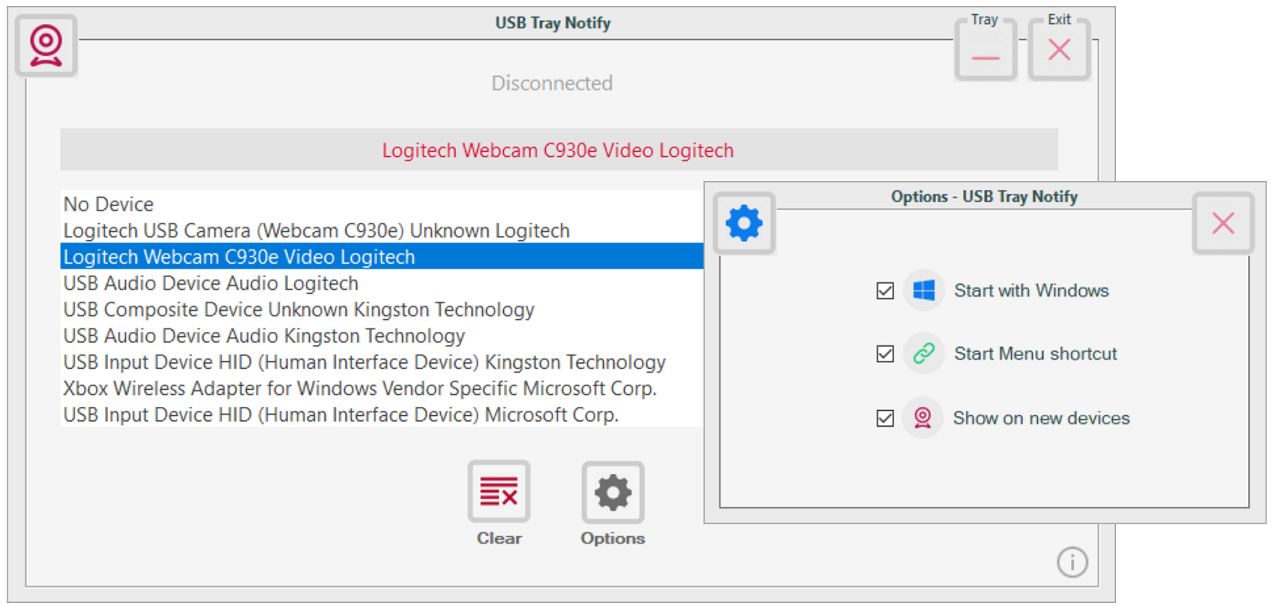 USB Tray Notify
Tray
Exit
Disconnected
Logitech Webcam C930e Video Logitech
No Device
Logitech USB Camera (Webcam C930e) Unknown Logitech
Logitech Webcam C930e Video Logitech
USB Audio Device Audio Logitech
USB Composite Device Unknown Kingston Technology
USB Audio Device Audio Kingston Technology
USB Input Device HID (Human Interface Device) Kingston Technology
Xbox Wireless Adapter for Windows Vendor Specific Microsoft Corp.
USB Input Device HID (Human Interface Device) Microsoft Corp.
Clear
Options
Options - USB Tray Notify
Start with Windows
Start Menu shortcut
Show on new devices